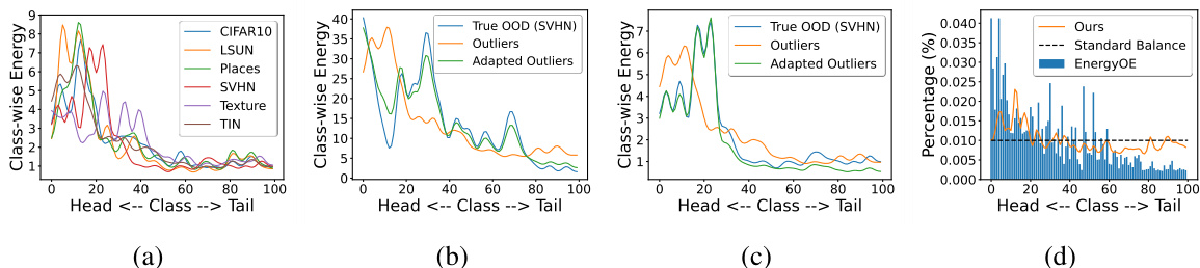 Class-wise Energy
9
8
7
6
5
4
3
2
1
0 20 40 60 80 100
Head <-- Class --> Tail
CIFAR10
LSUN
Places
SVHN
Texture
TIN
(a)
Class-wise Energy
40
35
30
25
20
15
10
5
0
0 20 40 60 80 100
Head <-- Class --> Tail
True OOD (SVHN)
Outliers
Adapted Outliers
(b)
Class-wise Energy
7
6
5
4
3
2
1
0 20 40 60 80 100
Head <-- Class --> Tail
True OOD (SVHN)
Outliers
Adapted Outliers
(c)
Percentage (%)
0.040
0.035
0.030
0.025
0.020
0.015
0.010
0.005
0.000
0 20 40 60 80 100
Head <-- Class --> Tail
Ours
Standard Balance
EnergyOE
(d)